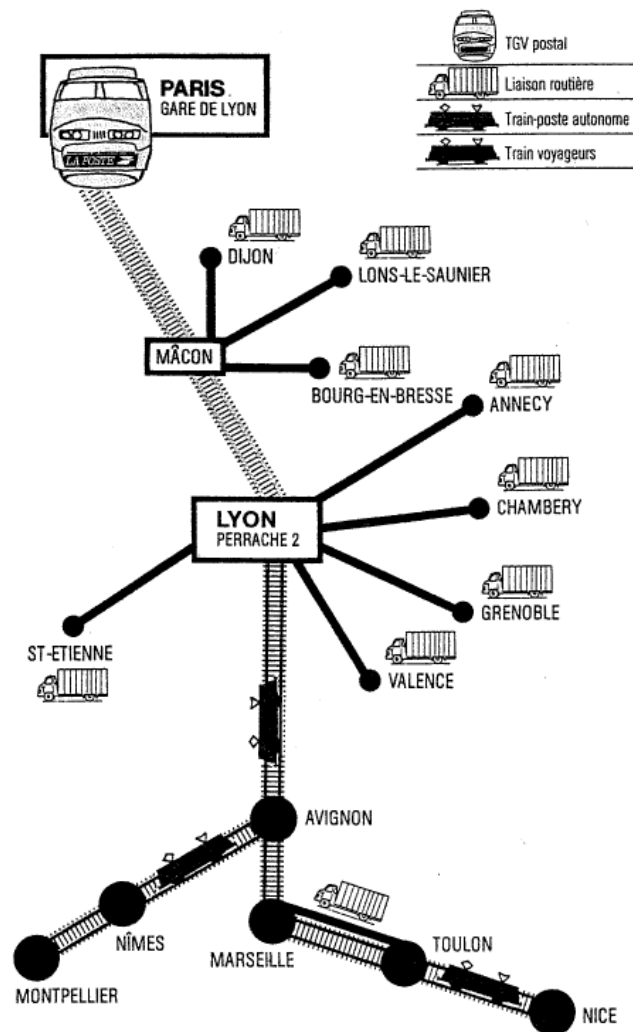 TGV postal
Liaison routière
Train-poste autonome
Train voyageurs
PARIS
GARE DE LYON
LA POSTE
DIJON
LONS-LE-SAUNIER
MÂCON
BOURG-EN-BRESSE
ANNECY
LYON
PERRACHE 2
CHAMBERY
GRENOBLE
ST-ETIENNE
VALENCE
AVIGNON
NÎMES
MARSEILLE
TOULON
MONTPELLIER
NICE